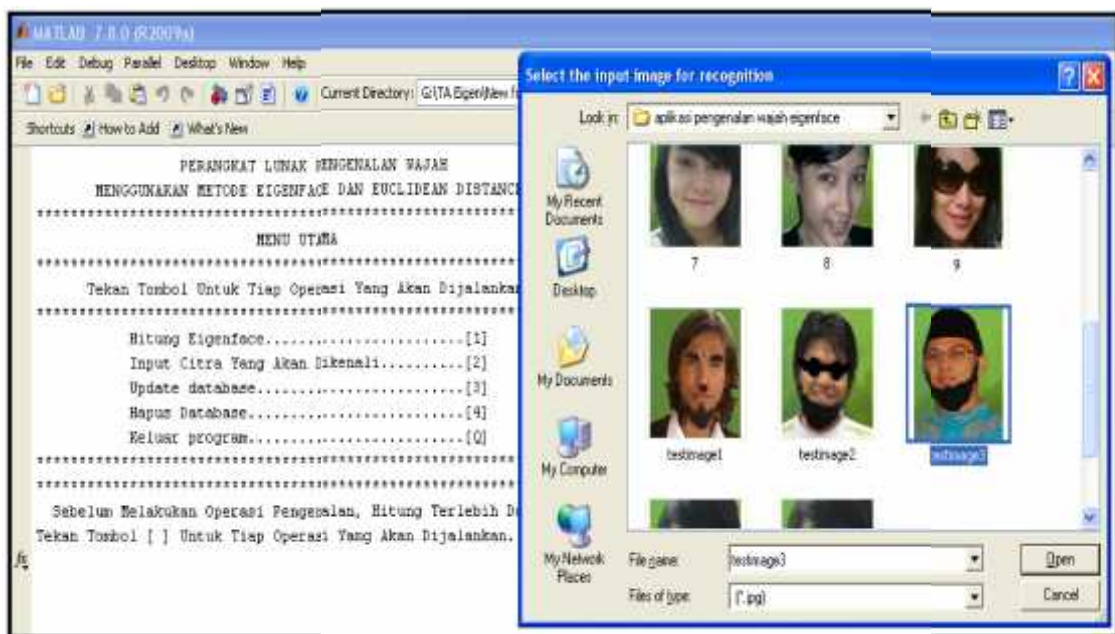 MATLAB 7.8.0 (R2009a)
File Edit Debug Parallel Desktop Window Help
Current Directory: G:\TA Eigen\New
Shortcuts How to Add What's New
PERANGKAT LUNAK PENGENALAN WAJAH
MENGGUNAKAN METODE EIGENFACE DAN EUCLIDEAN DISTANCE
**********************************************************
MENU UTAMA
**********************************************************
Tekan Tombol Untuk Tiap Operasi Yang Akan Dijalankan
**********************************************************
Hitung Eigenface...........................[1]
Input Citra Yang Akan Dikenali..........[2]
Update database.............................[3]
Hapus Database..............................[4]
Keluar program..............................[Q]
**********************************************************
**********************************************************
Sebelum Melakukan Operasi Pengenalan, Hitung Terlebih
Tekan Tombol [ ] Untuk Tiap Operasi Yang Akan Dijalankan.
fx
Select the input image for recognition
Look in: aplikasi pengenalan wajah eigenface
My Recent
Documents
Desktop
My Documents
My Computer
My Network
Places
7 8 9
testimage1 testimage2 testimage3
File name: testimage3 Open
Files of type: (*.jpg) Cancel